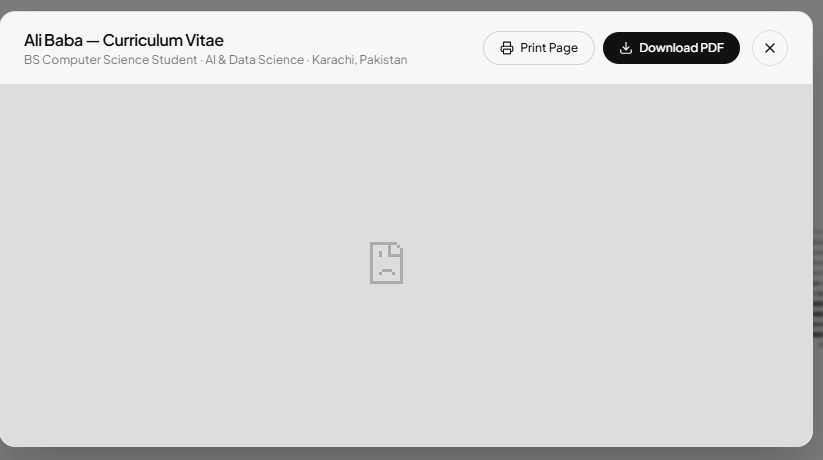 Ali Baba — Curriculum Vitae
BS Computer Science Student · AI & Data Science · Karachi, Pakistan
Print Page
Download PDF